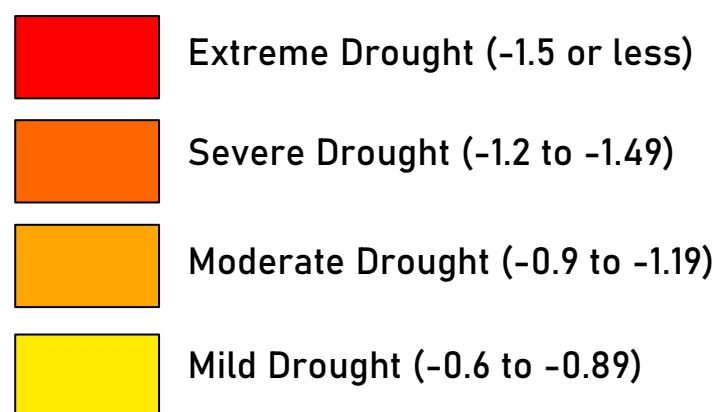 Extreme Drought (-1.5 or less)
Severe Drought (-1.2 to -1.49)
Moderate Drought (-0.9 to -1.19)
Mild Drought (-0.6 to -0.89)